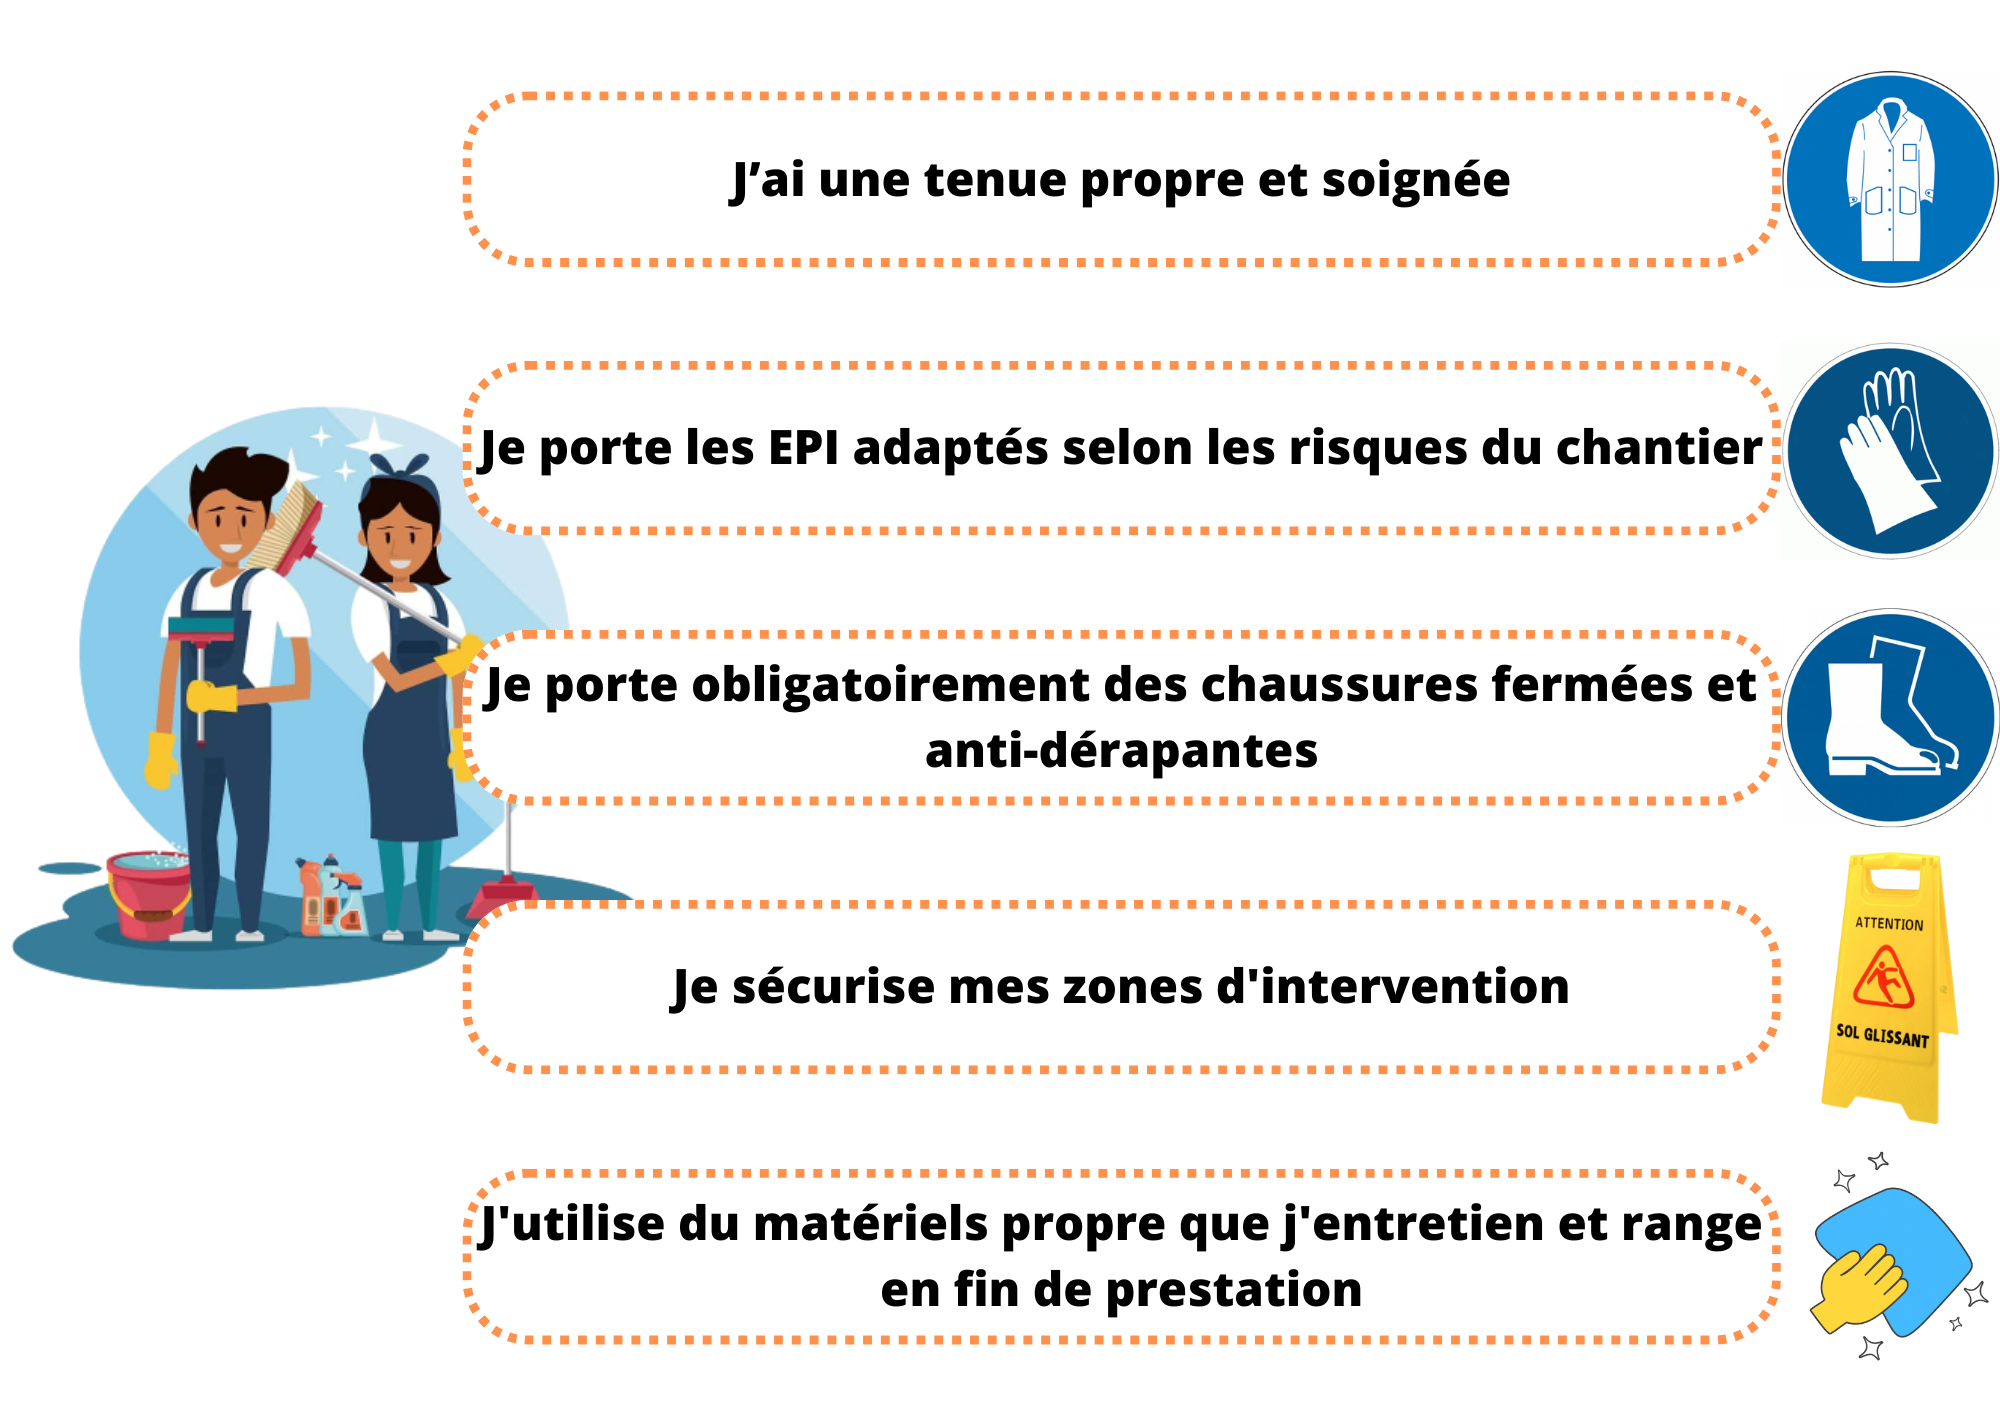 J’ai une tenue propre et soignée
Je porte les EPI adaptés selon les risques du chantier
Je porte obligatoirement des chaussures fermées et
anti-dérapantes
ATTENTION
SOL GLISSANT
Je sécurise mes zones d'intervention
J'utilise du matériels propre que j'entretien et range
en fin de prestation